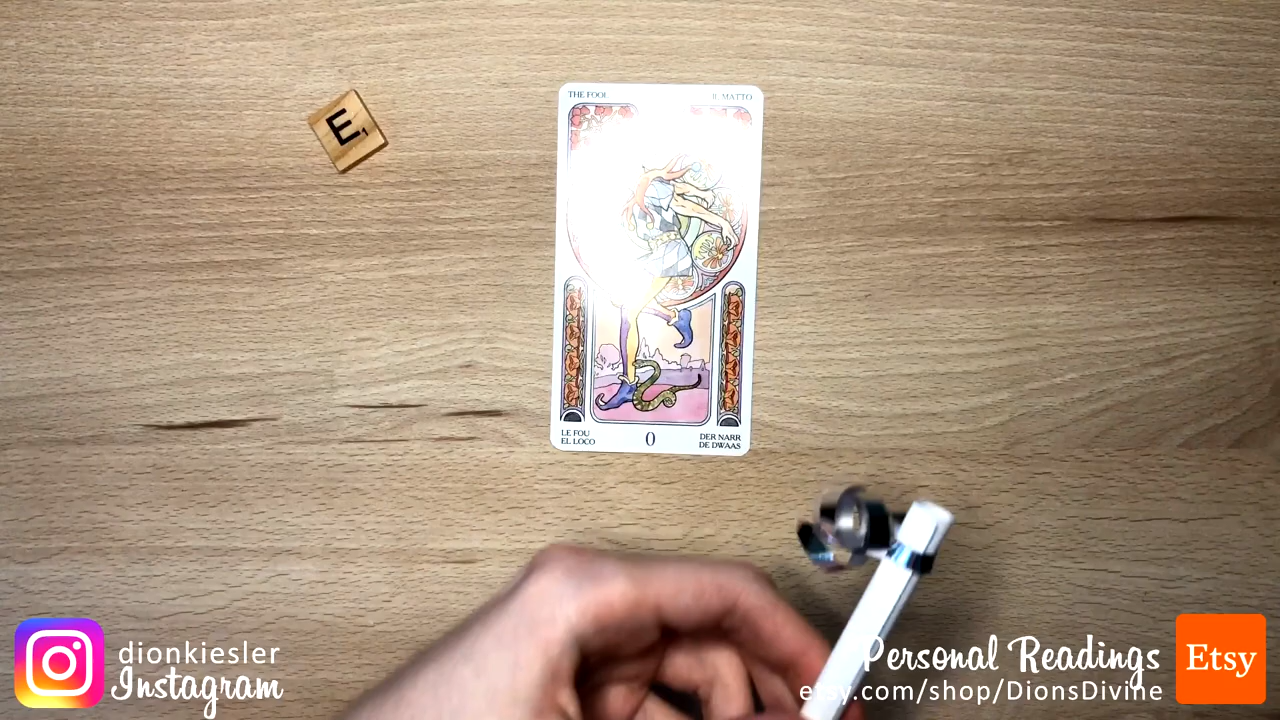 E1
THE FOOL
IL MATTO
LE FOU
EL LOCO
0
DER NARR
DE DWAAS
dionkiesler
Instagram
Personal Readings
etsy.com/shop/DionsDivine
Etsy